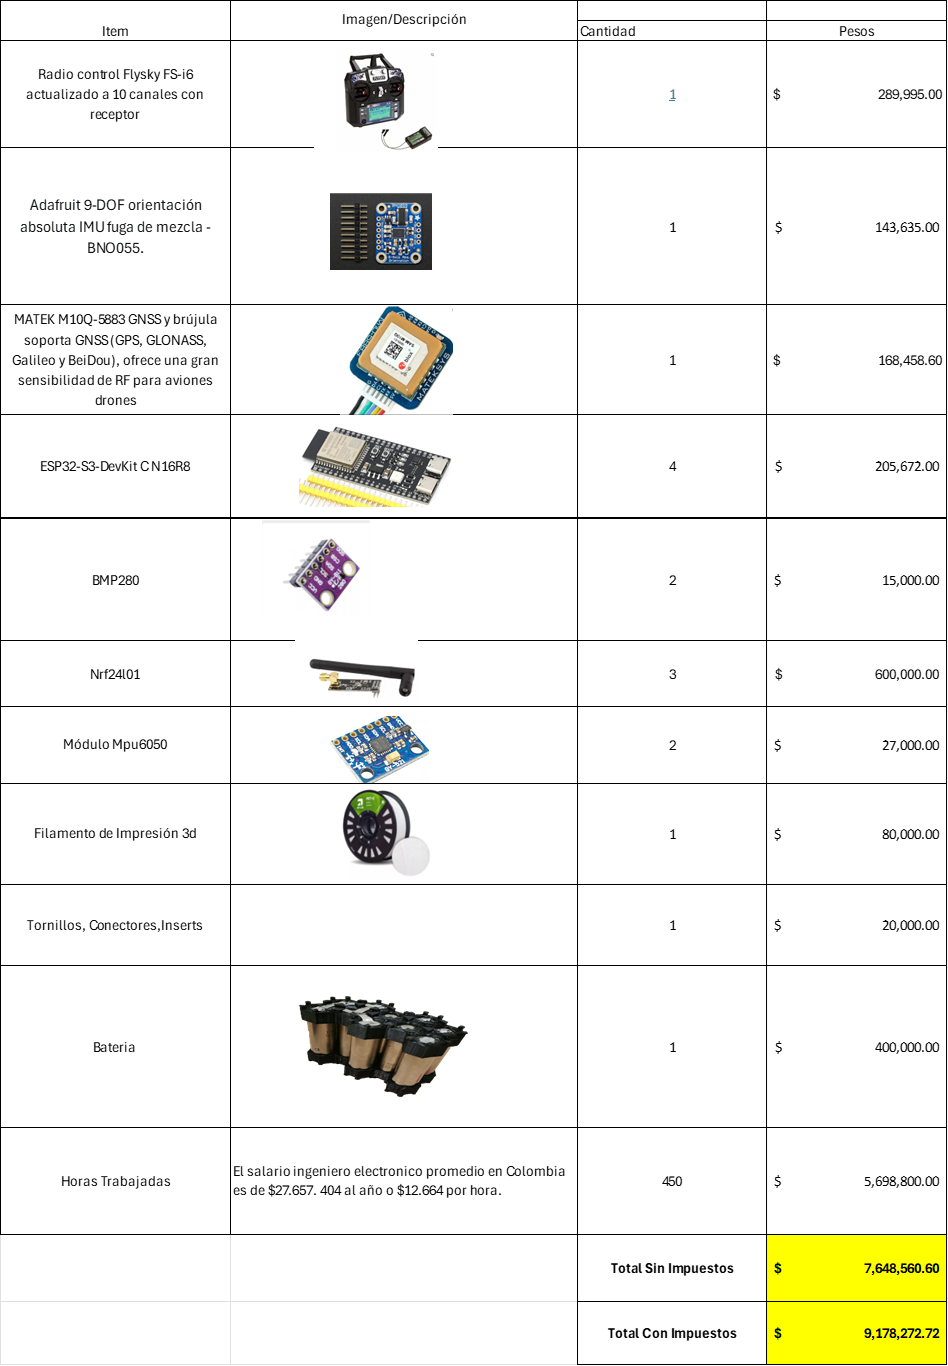 Item
Imagen/Descripción
Cantidad
Pesos
Radio control Flysky FS-i6
actualizado a 10 canales con
receptor
1
$ 289,995.00
Adafruit 9-DOF orientación
absoluta IMU fuga de mezcla -
BNO055.
1
$ 143,635.00
MATEK M10Q-5883 GNSS y brújula
soporta GNSS (GPS, GLONASS,
Galileo y BeiDou), ofrece una gran
sensibilidad de RF para aviones
drones
MATEKSYS
1
$ 168,458.60
ESP32-S3-DevKit C N16R8
4
$ 205,672.00
BMP280
2
$ 15,000.00
Nrf24l01
3
$ 600,000.00
Módulo Mpu6050
2
$ 27,000.00
Filamento de Impresión 3d
1
$ 80,000.00
Tornillos, Conectores,Inserts
1
$ 20,000.00
Bateria
1
$ 400,000.00
Horas Trabajadas
El salario ingeniero electronico promedio en Colombia
es de $27.657. 404 al año o $12.664 por hora.
450
$ 5,698,800.00
Total Sin Impuestos
$ 7,648,560.60
Total Con Impuestos
$ 9,178,272.72